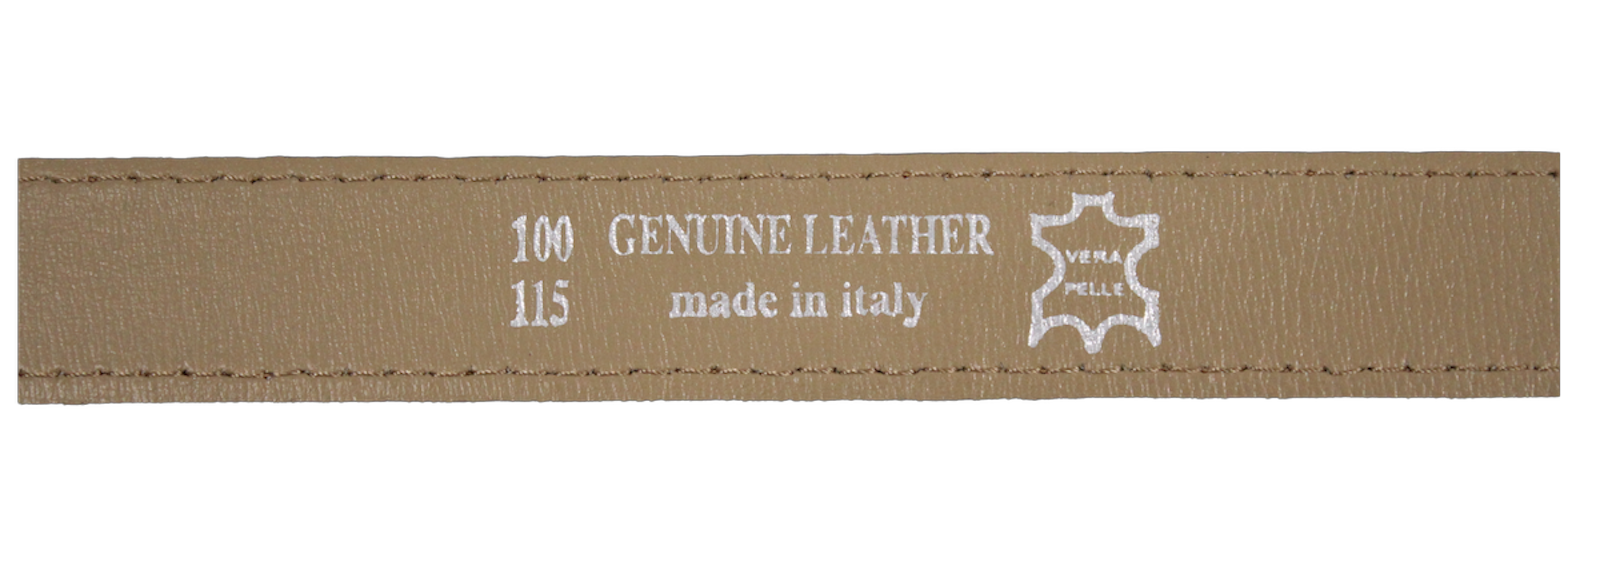 100 GENUINE LEATHER
115 made in italy
VERA
PELLE